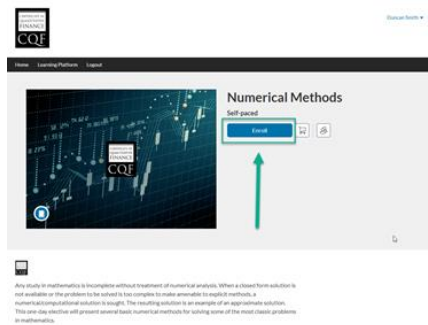 CERTIFICATE IN
QUANTITATIVE
FINANCE
CQF
Duncan Smith
Home Learning Platform Logout
CQF
Numerical Methods
Self-paced
Enroll
Any study in mathematics is incomplete without treatment of numerical analysis. When a closed form solution is
not available or the problem to be solved is too complex to make amenable to explicit methods, a
numerical/computational solution is sought. The resulting solution is an example of an approximate solution.
This one-day elective will present several basic numerical methods for solving some of the most classic problems
in mathematics.